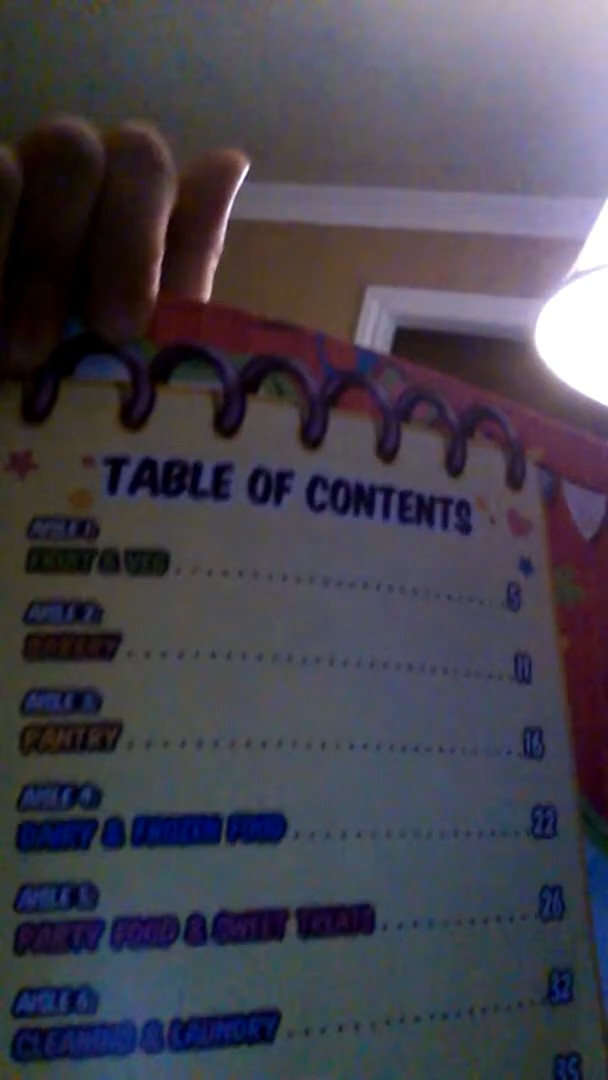 TABLE OF CONTENTS
AISLE 1:
FRUIT & VEG 5
AISLE 2:
BAKERY 11
AISLE 3:
PANTRY 16
AISLE 4:
DAIRY & FROZEN FOOD 22
AISLE 5:
PARTY FOOD & SWEET TREATS 26
AISLE 6:
CLEANING & LAUNDRY 32
35